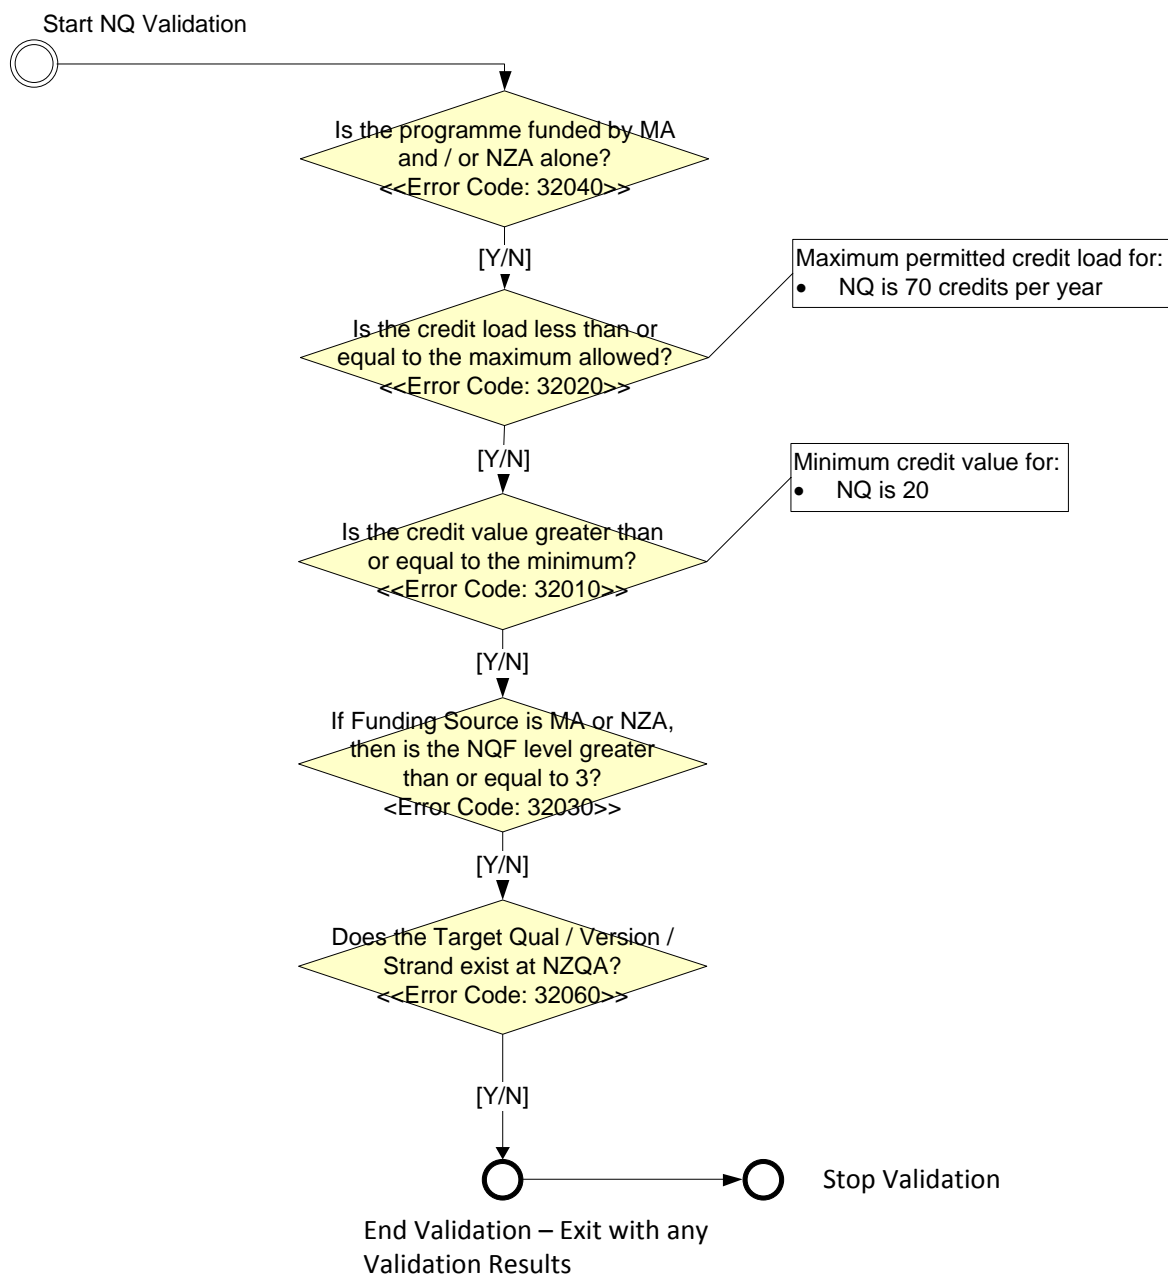 Start NQ Validation
Is the programme funded by MA
and / or NZA alone?
<<Error Code: 32040>>
[Y/N]
Maximum permitted credit load for:
• NQ is 70 credits per year
Is the credit load less than or
equal to the maximum allowed?
<<Error Code: 32020>>
[Y/N]
Minimum credit value for:
• NQ is 20
Is the credit value greater than
or equal to the minimum?
<<Error Code: 32010>>
[Y/N]
If Funding Source is MA or NZA,
then is the NQF level greater
than or equal to 3?
<Error Code: 32030>>
[Y/N]
Does the Target Qual / Version /
Strand exist at NZQA?
<<Error Code: 32060>>
[Y/N]
Stop Validation
End Validation – Exit with any
Validation Results